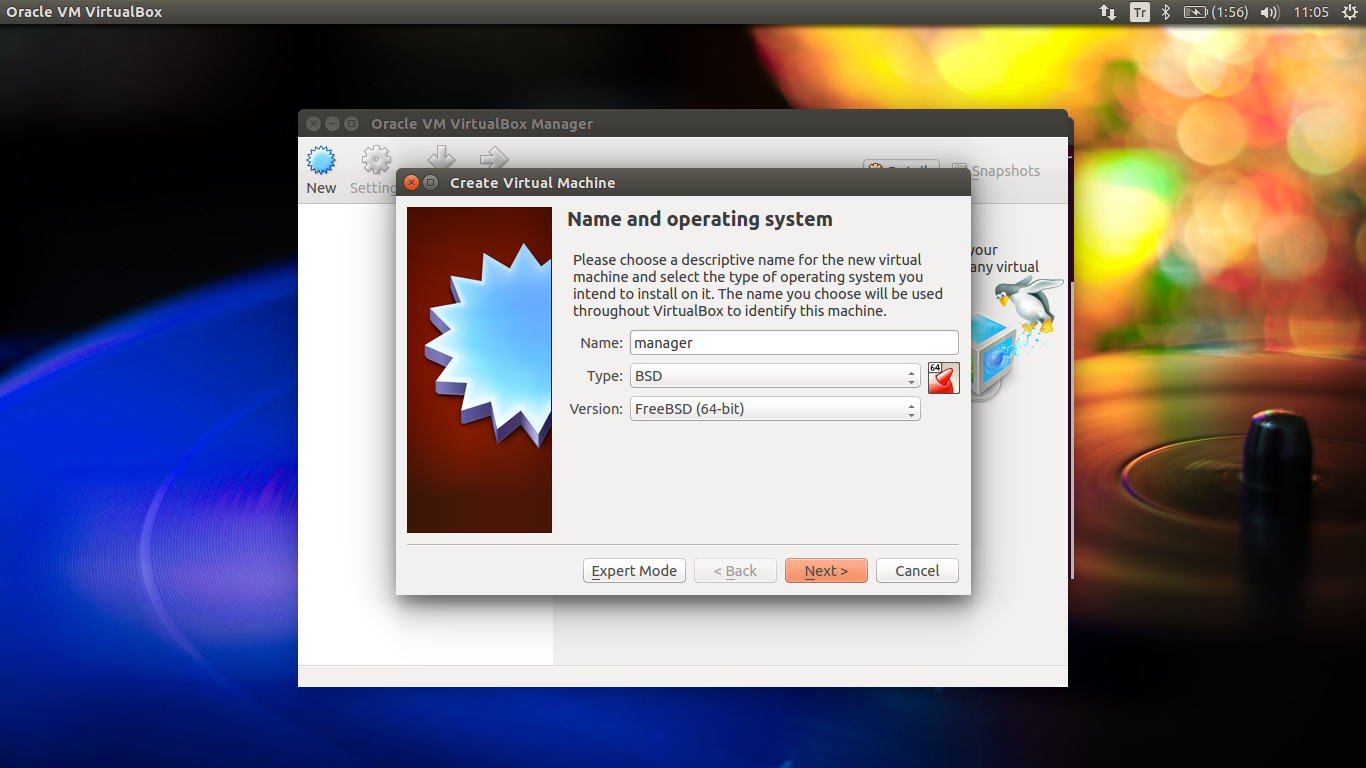 Oracle VM VirtualBox
Tr
(1:56)
11:05
Oracle VM VirtualBox Manager
New
Snapshots
Create Virtual Machine
Name and operating system
your
any virtual
Please choose a descriptive name for the new virtual
machine and select the type of operating system you
intend to install on it. The name you choose will be used
throughout VirtualBox to identify this machine.
Name: manager
Type: BSD
64
Version: FreeBSD (64-bit)
Expert Mode
< Back
Next >
Cancel